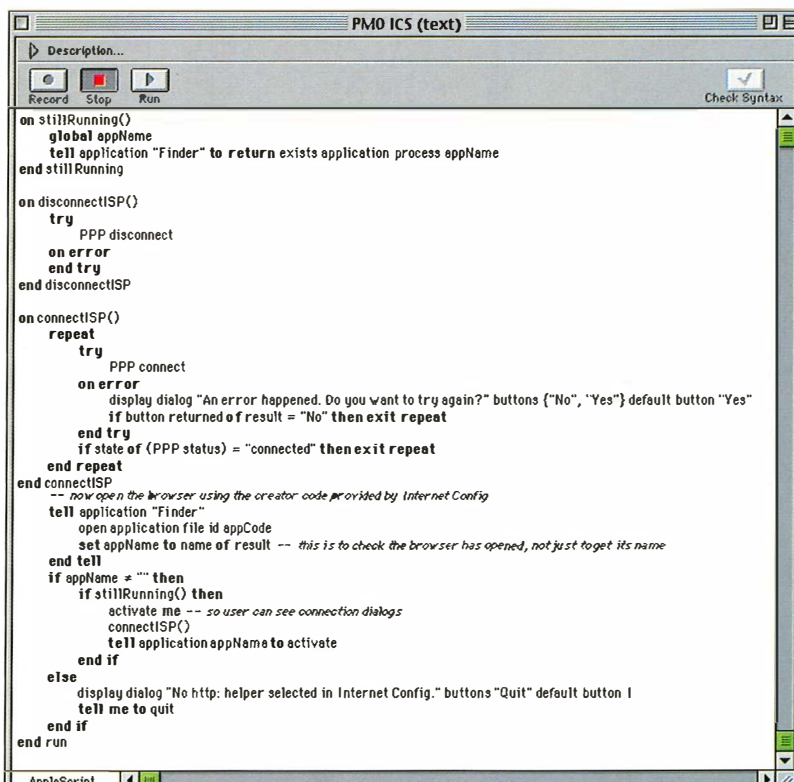 PM0 ICS (text)
Description...
Record Stop Run Check Syntax
on stillRunning()
global appName
tell application "Finder" to return exists application process appName
end stillRunning
on disconnectISP()
try
PPP disconnect
on error
end try
end disconnectISP
on connectISP()
repeat
try
PPP connect
on error
display dialog "An error happened. Do you want to try again?" buttons {"No", "Yes"} default button "Yes"
if button returned of result = "No" then exit repeat
end try
if state of (PPP status) = "connected" then exit repeat
end repeat
end connectISP
-- now open the browser using the creator code provided by Internet Config
tell application "Finder"
open application file id appCode
set appName to name of result -- this is to check the browser has opened, not just to get its name
end tell
if appName ≠ "" then
if stillRunning() then
activate me -- so user can see connection dialogs
connectISP()
tell application appName to activate
end if
else
display dialog "No http: helper selected in Internet Config." buttons "Quit" default button 1
tell me to quit
end if
end run
AppleScript